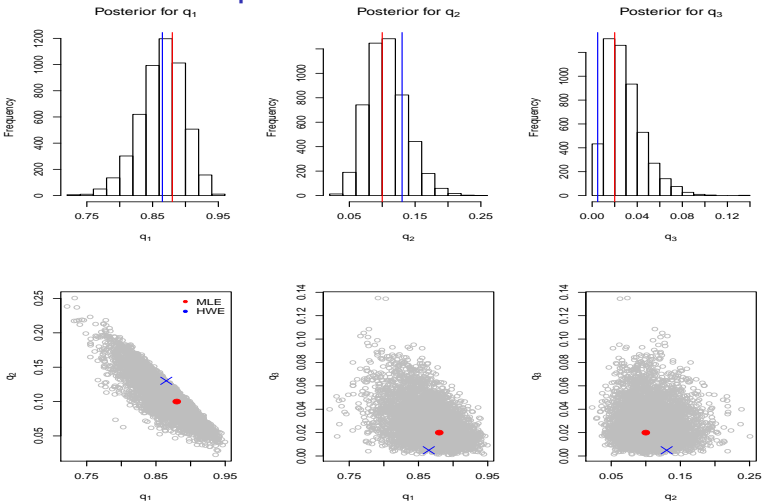 Posterior for q1
Posterior for q2
Posterior for q3
Frequency
0 200 400 600 800 1000 1200
0.75 0.85 0.95
q1
Frequency
0 200 400 600 800 1000
0.05 0.15 0.25
q2
Frequency
0 200 400 600 800 1000
0.00 0.04 0.08 0.12
q3
MLE
HWE
q2
0.05 0.10 0.15 0.20 0.25
0.75 0.85 0.95
q1
q3
0.00 0.02 0.04 0.06 0.08 0.10 0.12 0.14
0.75 0.85 0.95
q1
q3
0.00 0.02 0.04 0.06 0.08 0.10 0.12 0.14
0.05 0.15 0.25
q2